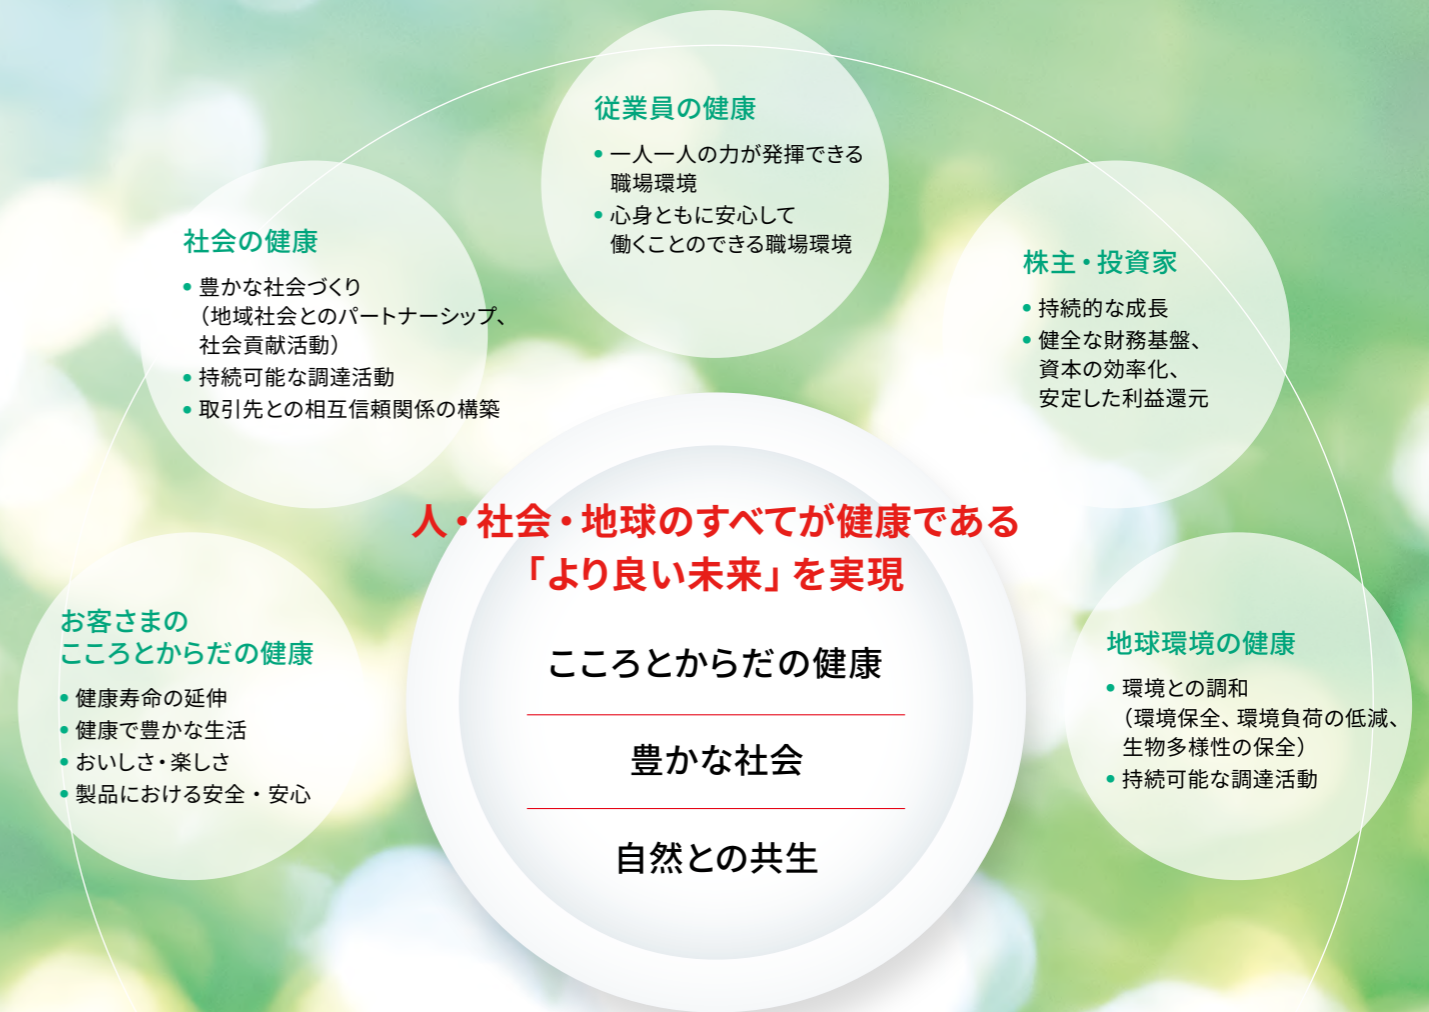 従業員の健康
• 一人一人の力が発揮できる
職場環境
• 心身ともに安心して
働くことのできる職場環境
社会の健康
• 豊かな社会づくり
（地域社会とのパートナーシップ、
社会貢献活動）
• 持続可能な調達活動
• 取引先との相互信頼関係の構築
株主・投資家
• 持続的な成長
• 健全な財務基盤、
資本の効率化、
安定した利益還元
お客さまの
こころとからだの健康
• 健康寿命の延伸
• 健康で豊かな生活
• おいしさ・楽しさ
• 製品における安全・安心
人・社会・地球のすべてが健康である
「より良い未来」を実現
こころとからだの健康
豊かな社会
自然との共生
地球環境の健康
• 環境との調和
（環境保全、環境負荷の低減、
生物多様性の保全）
• 持続可能な調達活動